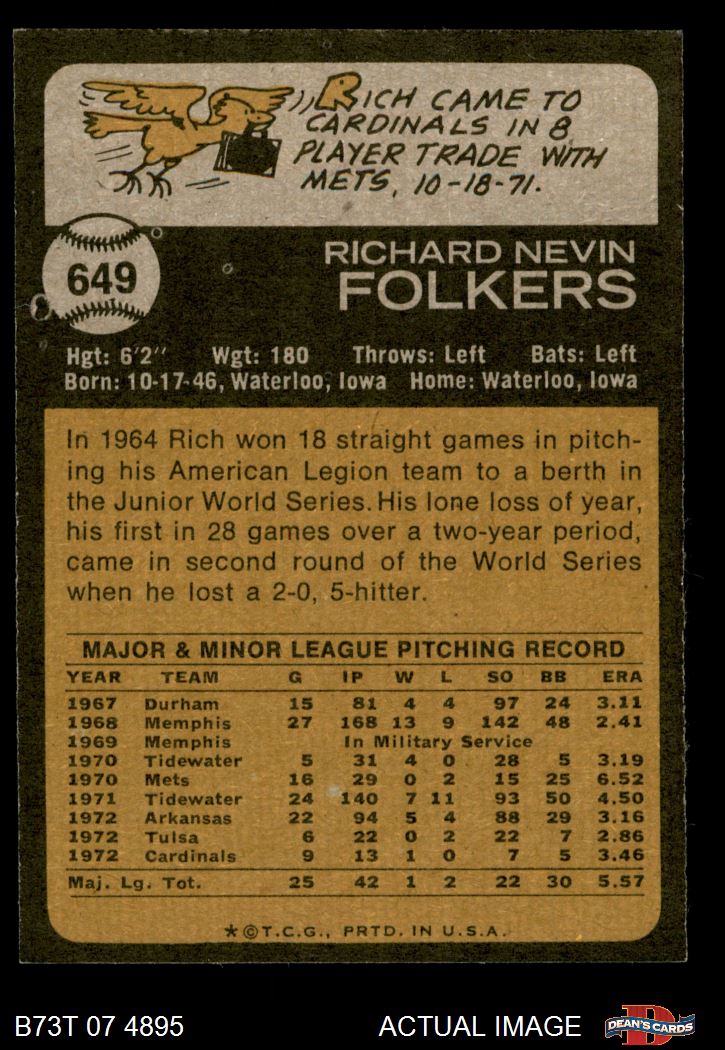 RICH CAME TO
CARDINALS IN 8
PLAYER TRADE WITH
METS, 10-18-71.
649
RICHARD NEVIN
FOLKERS
Hgt: 6'2" Wgt: 180 Throws: Left Bats: Left
Born: 10-17-46, Waterloo, Iowa Home: Waterloo, Iowa
In 1964 Rich won 18 straight games in pitch-
ing his American Legion team to a berth in
the Junior World Series. His lone loss of year,
his first in 28 games over a two-year period,
came in second round of the World Series
when he lost a 2-0, 5-hitter.
MAJOR & MINOR LEAGUE PITCHING RECORD
YEAR TEAM G IP W L SO BB ERA
1967 Durham 15 81 4 4 97 24 3.11
1968 Memphis 27 168 13 9 142 48 2.41
1969 Memphis In Military Service
1970 Tidewater 5 31 4 0 28 5 3.19
1970 Mets 16 29 0 2 15 25 6.52
1971 Tidewater 24 140 7 11 93 50 4.50
1972 Arkansas 22 94 5 4 88 29 3.16
1972 Tulsa 6 22 0 2 22 7 2.86
1972 Cardinals 9 13 1 0 7 5 3.46
Maj. Lg. Tot. 25 42 1 2 22 30 5.57
*©T.C.G., PRTD. IN U.S.A.
B73T 07 4895 ACTUAL IMAGE
D
DEAN'S CARDS